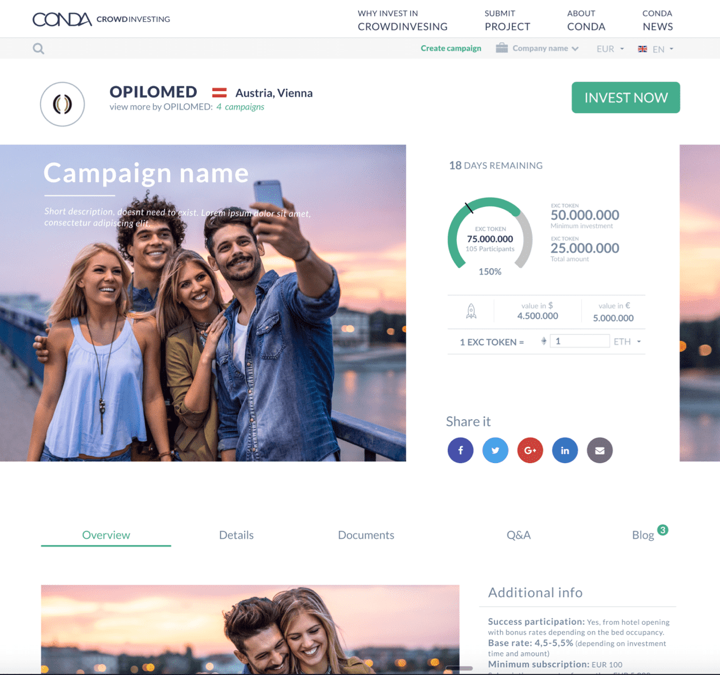 CONDA CROWDINVESTING
WHY INVEST IN
CROWDINVESING
SUBMIT
PROJECT
ABOUT
CONDA
CONDA
NEWS
Create campaign
Company name
EUR
EN
OPILOMED
Austria, Vienna
view more by OPILOMED: 4 campaigns
INVEST NOW
Campaign name
Short description, doesnt need to exist. Lorem ipsum dolor sit amet,
consectetur adipiscing elit.
18 DAYS REMAINING
EXC TOKEN
75.000.000
105 Participants
150%
EXC TOKEN
50.000.000
Minimum investment
EXC TOKEN
25.000.000
Total amount
value in $
4.500.000
value in €
5.000.000
1 EXC TOKEN =
1
ETH
Share it
f
G+
in
Overview
Details
Documents
Q&A
Blog
3
Additional info
Success participation: Yes, from hotel opening
with bonus rates depending on the bed occupancy.
Base rate: 4,5-5,5% (depending on investment
time and amount)
Minimum subscription: EUR 100